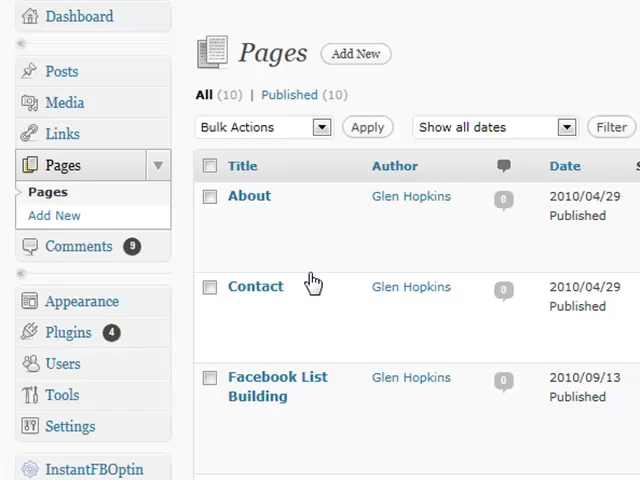 Dashboard
Posts
Media
Links
Pages
Pages
Add New
Comments 9
Appearance
Plugins 4
Users
Tools
Settings
InstantFBOptin
Pages Add New
All (10) | Published (10)
Bulk Actions Apply Show all dates Filter
Title Author Date
About Glen Hopkins 0 2010/04/29
Published
Contact Glen Hopkins 0 2010/04/29
Published
Facebook List Glen Hopkins 0 2010/09/13
Building Published